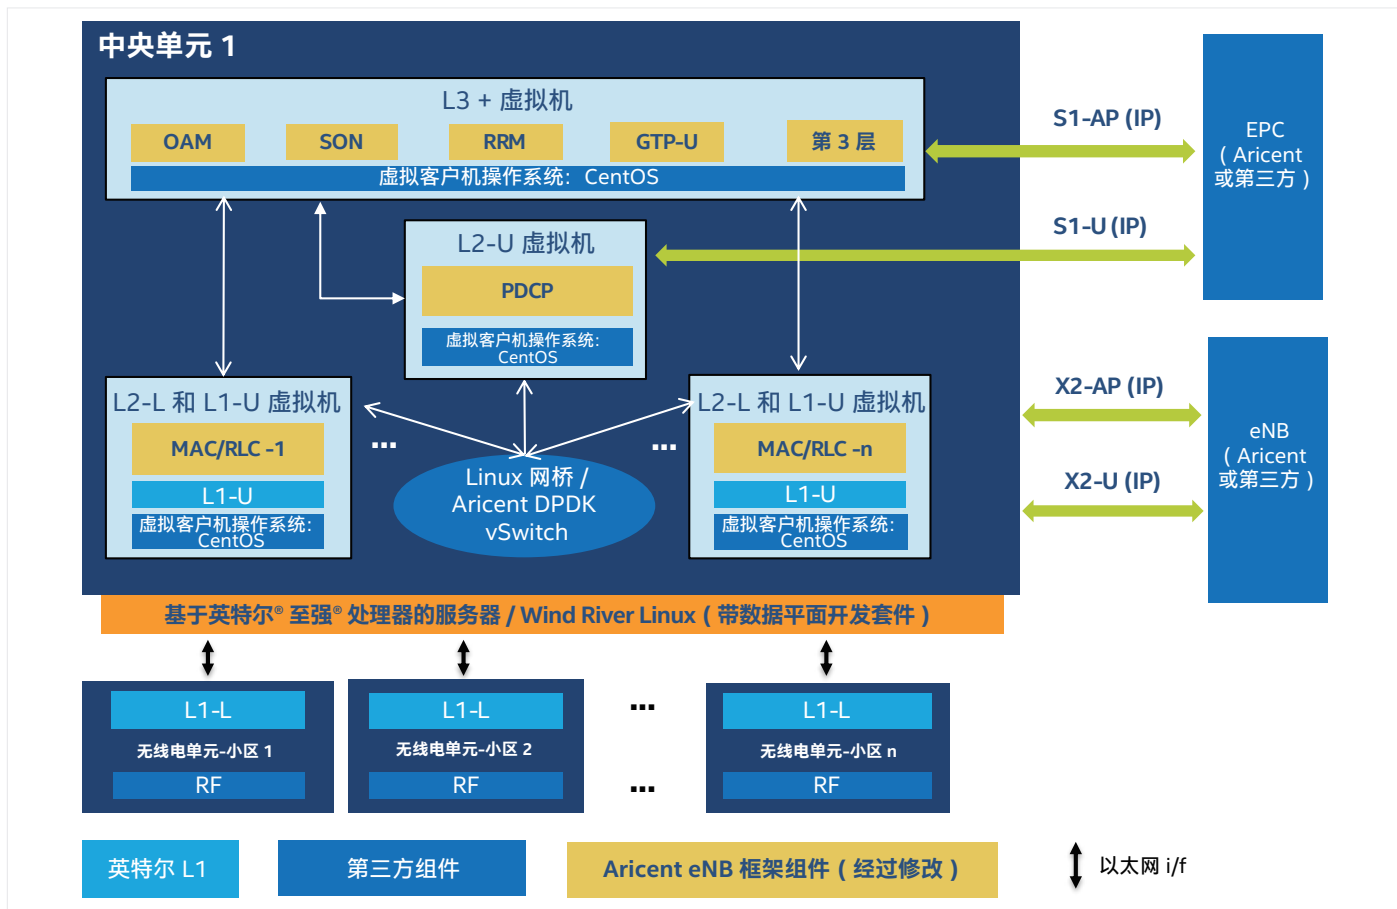 中央单元 1
L3 + 虚拟机
OAM
SON
RRM
GTP-U
第 3 层
虚拟客户机操作系统：CentOS
S1-AP (IP)
EPC
( Aricent
或第三方 )
S1-U (IP)
L2-U 虚拟机
PDCP
虚拟客户机操作系统：
CentOS
L2-L 和 L1-U 虚拟机
MAC/RLC -1
L1-U
虚拟客户机操作系统：
CentOS
...
Linux 网桥 /
Aricent DPDK
vSwitch
...
L2-L 和 L1-U 虚拟机
MAC/RLC -n
L1-U
虚拟客户机操作系统：
CentOS
X2-AP (IP)
eNB
( Aricent
或第三方 )
X2-U (IP)
基于英特尔® 至强® 处理器的服务器 / Wind River Linux ( 带数据平面开发套件 )
L1-L
无线电单元-小区 1
RF
L1-L
无线电单元-小区 2
RF
...
...
L1-L
无线电单元-小区 n
RF
英特尔 L1
第三方组件
Aricent eNB 框架组件 ( 经过修改 )
以太网 i/f